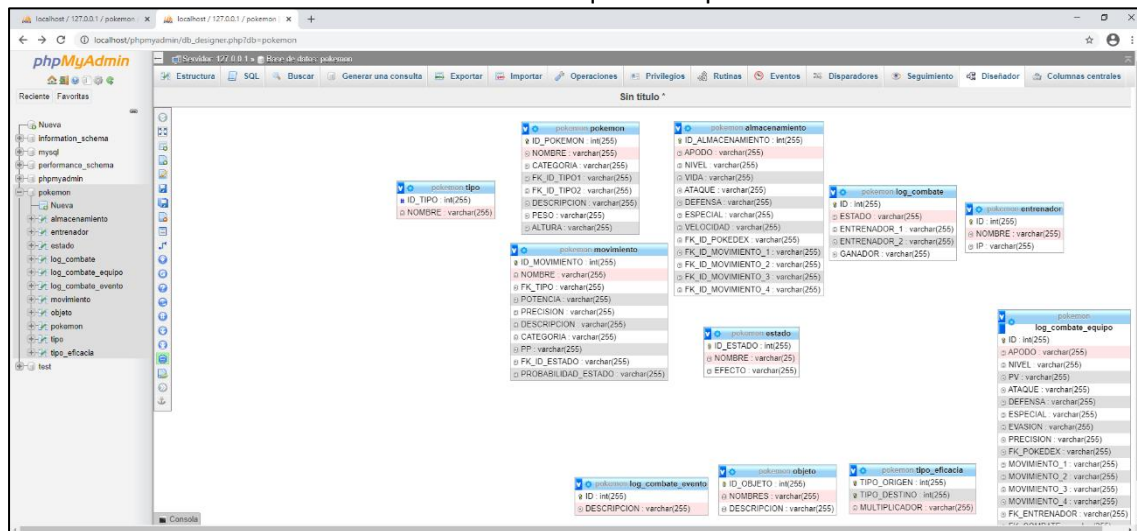 localhost / 127.0.0.1 / pokemon
localhost / 127.0.0.1 / pokemon
localhost/phpmyadmin/db_designer.php?db=pokemon
phpMyAdmin
Reciente Favoritas
Nueva
information_schema
mysql
performance_schema
phpmyadmin
pokemon
Nueva
almacenamiento
entrenador
estado
log_combate
log_combate_equipo
log_combate_evento
movimiento
objeto
pokemon
tipo
tipo_eficacia
test
Servidor: 127.0.0.1 » Base de datos: pokemon
Estructura SQL Buscar Generar una consulta Exportar Importar Operaciones Privilegios Rutinas Eventos Disparadores Seguimiento Diseñador Columnas centrales
Sin título *
pokemon tipo
ID_TIPO : int(255)
NOMBRE : varchar(255)
pokemon pokemon
ID_POKEMON : int(255)
NOMBRE : varchar(255)
CATEGORIA : varchar(255)
FK_ID_TIPO1 : varchar(255)
FK_ID_TIPO2 : varchar(255)
DESCRIPCION : varchar(255)
PESO : varchar(255)
ALTURA : varchar(255)
pokemon almacenamiento
ID_ALMACENAMIENTO : int(255)
APODO : varchar(255)
NIVEL : varchar(255)
VIDA : varchar(255)
ATAQUE : varchar(255)
DEFENSA : varchar(255)
ESPECIAL : varchar(255)
VELOCIDAD : varchar(255)
FK_ID_POKEDEX : varchar(255)
FK_ID_MOVIMIENTO_1 : varchar(255)
FK_ID_MOVIMIENTO_2 : varchar(255)
FK_ID_MOVIMIENTO_3 : varchar(255)
FK_ID_MOVIMIENTO_4 : varchar(255)
pokemon log_combate
ID : int(255)
ESTADO : varchar(255)
ENTRENADOR_1 : varchar(255)
ENTRENADOR_2 : varchar(255)
GANADOR : varchar(255)
pokemon entrenador
ID : int(255)
NOMBRE : varchar(255)
IP : varchar(255)
pokemon movimiento
ID_MOVIMIENTO : int(255)
NOMBRE : varchar(255)
FK_TIPO : varchar(255)
POTENCIA : varchar(255)
PRECISION : varchar(255)
DESCRIPCION : varchar(255)
CATEGORIA : varchar(255)
PP : varchar(255)
FK_ID_ESTADO : varchar(255)
PROBABILIDAD_ESTADO : varchar(255)
pokemon estado
ID_ESTADO : int(255)
NOMBRE : varchar(25)
EFECTO : varchar(255)
pokemon
log_combate_equipo
ID : int(255)
APODO : varchar(255)
NIVEL : varchar(255)
PV : varchar(255)
ATAQUE : varchar(255)
DEFENSA : varchar(255)
ESPECIAL : varchar(255)
EVASION : varchar(255)
PRECISION : varchar(255)
FK_POKEDEX : varchar(255)
MOVIMIENTO_1 : varchar(255)
MOVIMIENTO_2 : varchar(255)
MOVIMIENTO_3 : varchar(255)
MOVIMIENTO_4 : varchar(255)
FK_ENTRENADOR : varchar(255)
pokemon log_combate_evento
ID : int(255)
DESCRIPCION : varchar(255)
pokemon objeto
ID_OBJETO : int(255)
NOMBRES : varchar(255)
DESCRIPCION : varchar(255)
pokemon tipo_eficacia
TIPO_ORIGEN : int(255)
TIPO_DESTINO : int(255)
MULTIPLICADOR : varchar(255)
Consola